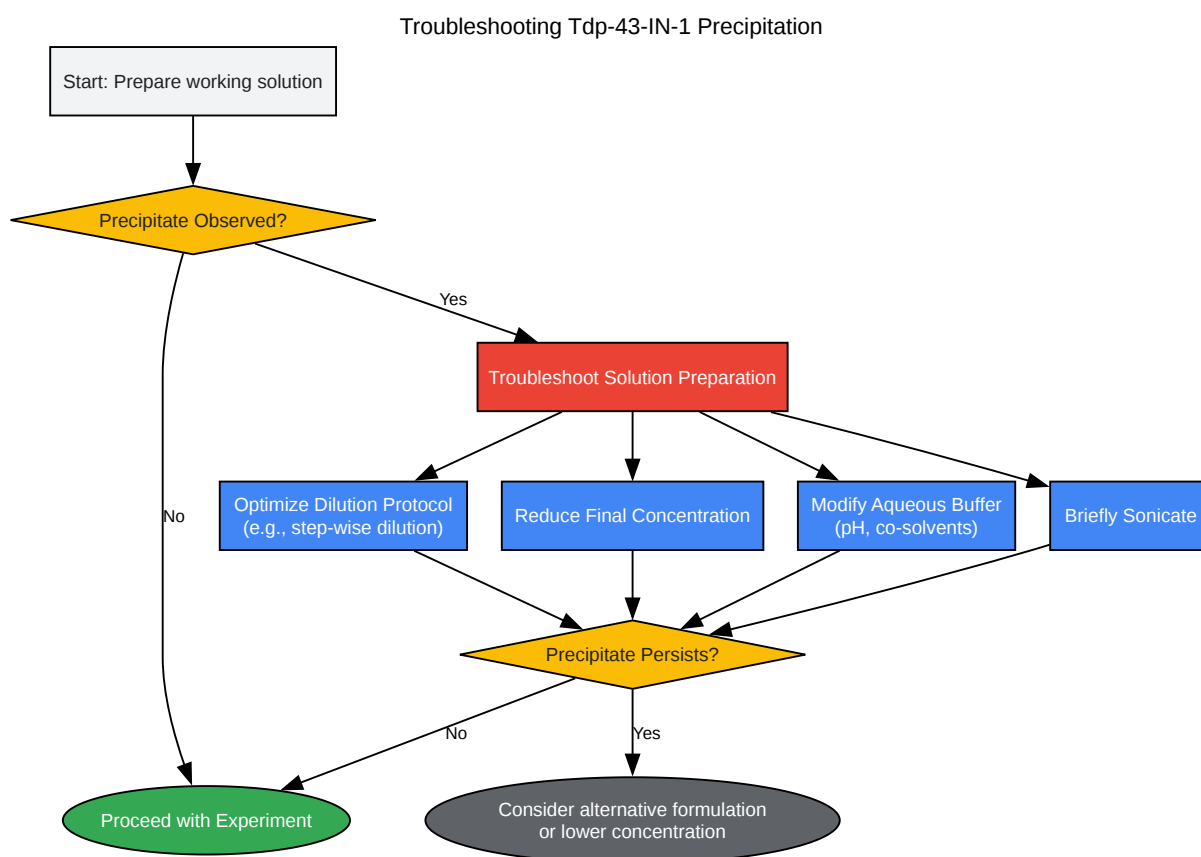 Troubleshooting Tdp-43-IN-1 Precipitation
Start: Prepare working solution
Precipitate Observed?
Yes
Troubleshoot Solution Preparation
No
Optimize Dilution Protocol
(e.g., step-wise dilution)
Reduce Final Concentration
Modify Aqueous Buffer
(pH, co-solvents)
Briefly Sonicate
Precipitate Persists?
No
Yes
Proceed with Experiment
Consider alternative formulation
or lower concentration